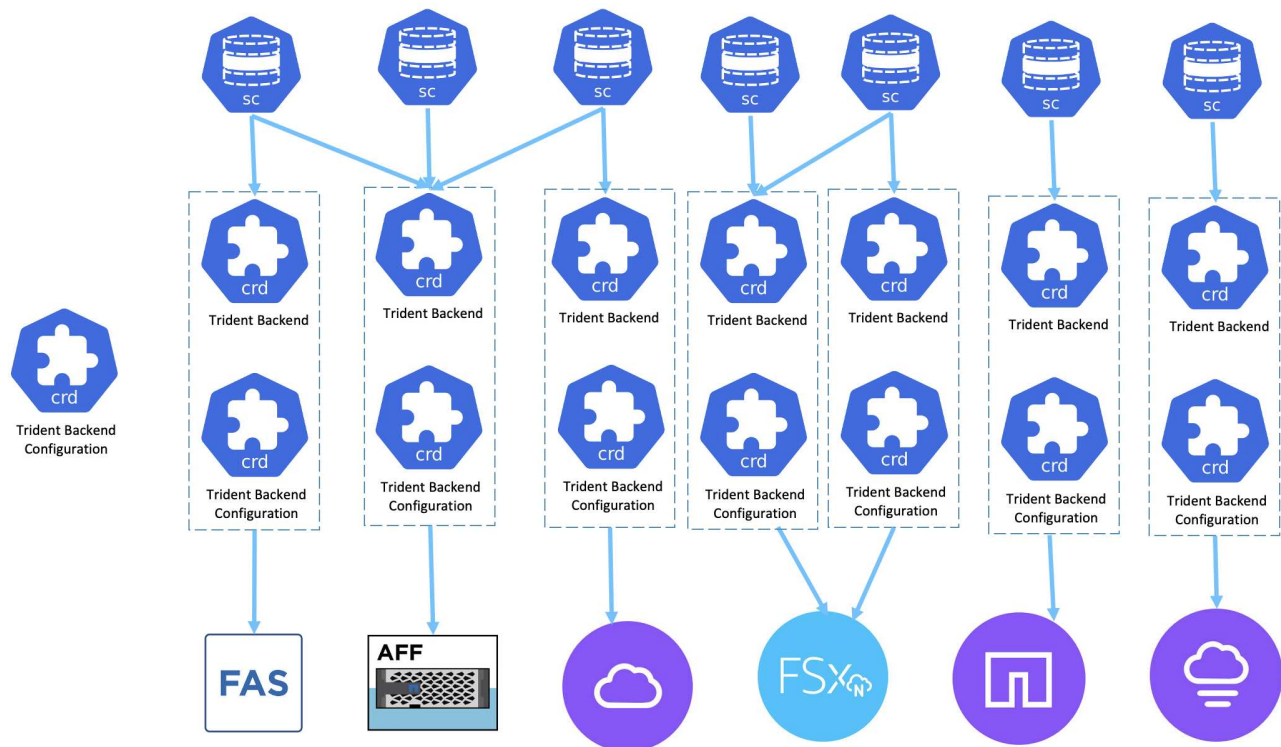 sc
sc
sc
sc
sc
sc
sc
crd
Trident Backend
crd
Trident Backend
crd
Trident Backend
crd
Trident Backend
crd
Trident Backend
crd
Trident Backend
crd
Trident Backend
crd
Trident Backend
Configuration
crd
Trident Backend
Configuration
crd
Trident Backend
Configuration
crd
Trident Backend
Configuration
crd
Trident Backend
Configuration
crd
Trident Backend
Configuration
crd
Trident Backend
Configuration
crd
Trident Backend
Configuration
FAS
AFF
FSx
N